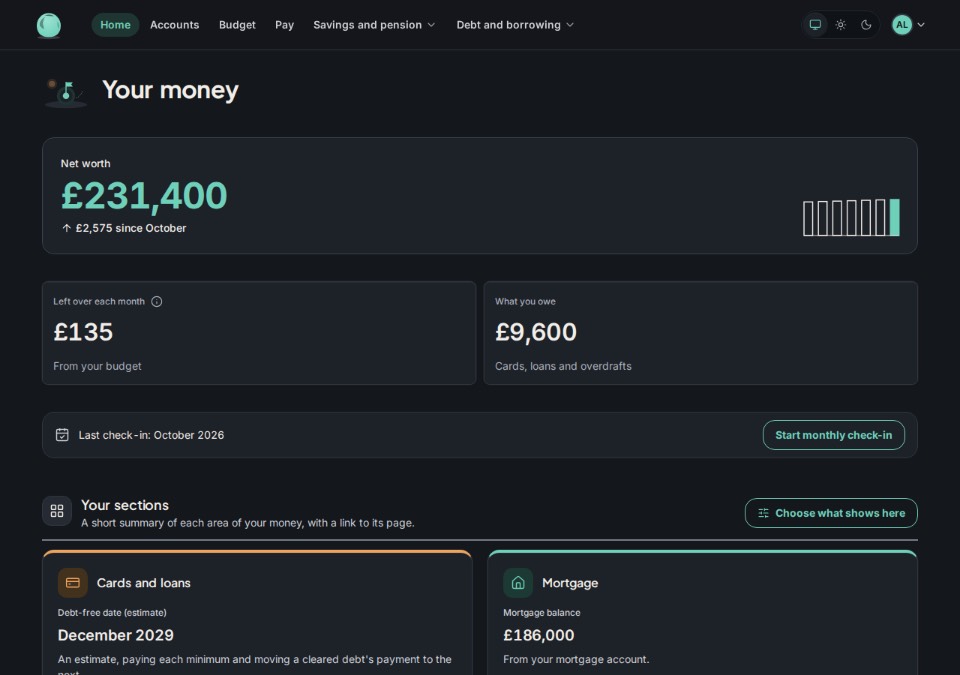 Home Accounts Budget Pay Savings and pension Debt and borrowing AL
Your money
Net worth
£231,400
↑ £2,575 since October
Left over each month
£135
From your budget
What you owe
£9,600
Cards, loans and overdrafts
Last check-in: October 2026
Start monthly check-in
Your sections
A short summary of each area of your money, with a link to its page.
Choose what shows here
Cards and loans
Debt-free date (estimate)
December 2029
An estimate, paying each minimum and moving a cleared debt's payment to the
next
Mortgage
Mortgage balance
£186,000
From your mortgage account.